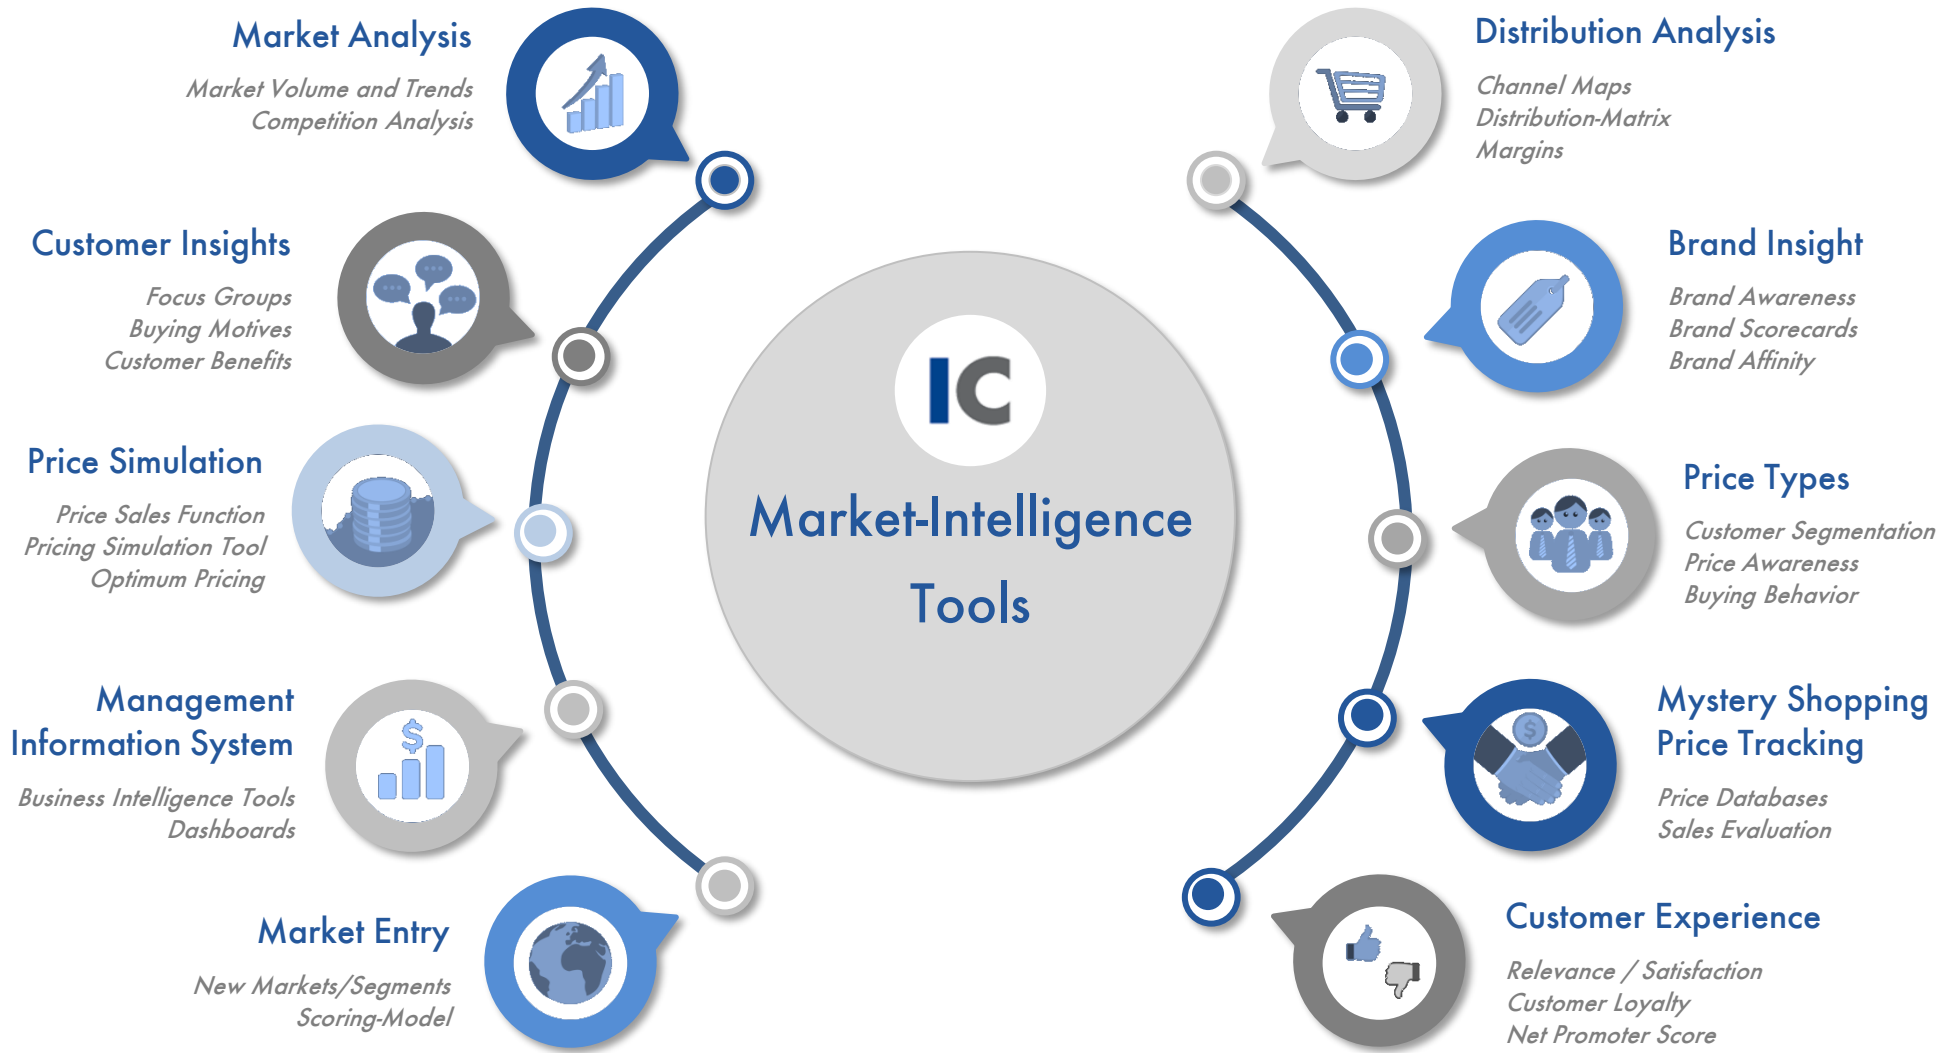 Market Analysis
Market Volume and Trends
Competition Analysis
Customer Insights
Focus Groups
Buying Motives
Customer Benefits
Price Simulation
Price Sales Function
Pricing Simulation Tool
Optimum Pricing
Management
Information System
Business Intelligence Tools
Dashboards
Market Entry
New Markets/Segments
Scoring-Model
IC
Market-Intelligence
Tools
Distribution Analysis
Channel Maps
Distribution-Matrix
Margins
Brand Insight
Brand Awareness
Brand Scorecards
Brand Affinity
Price Types
Customer Segmentation
Price Awareness
Buying Behavior
Mystery Shopping
Price Tracking
Price Databases
Sales Evaluation
Customer Experience
Relevance / Satisfaction
Customer Loyalty
Net Promoter Score
$
$